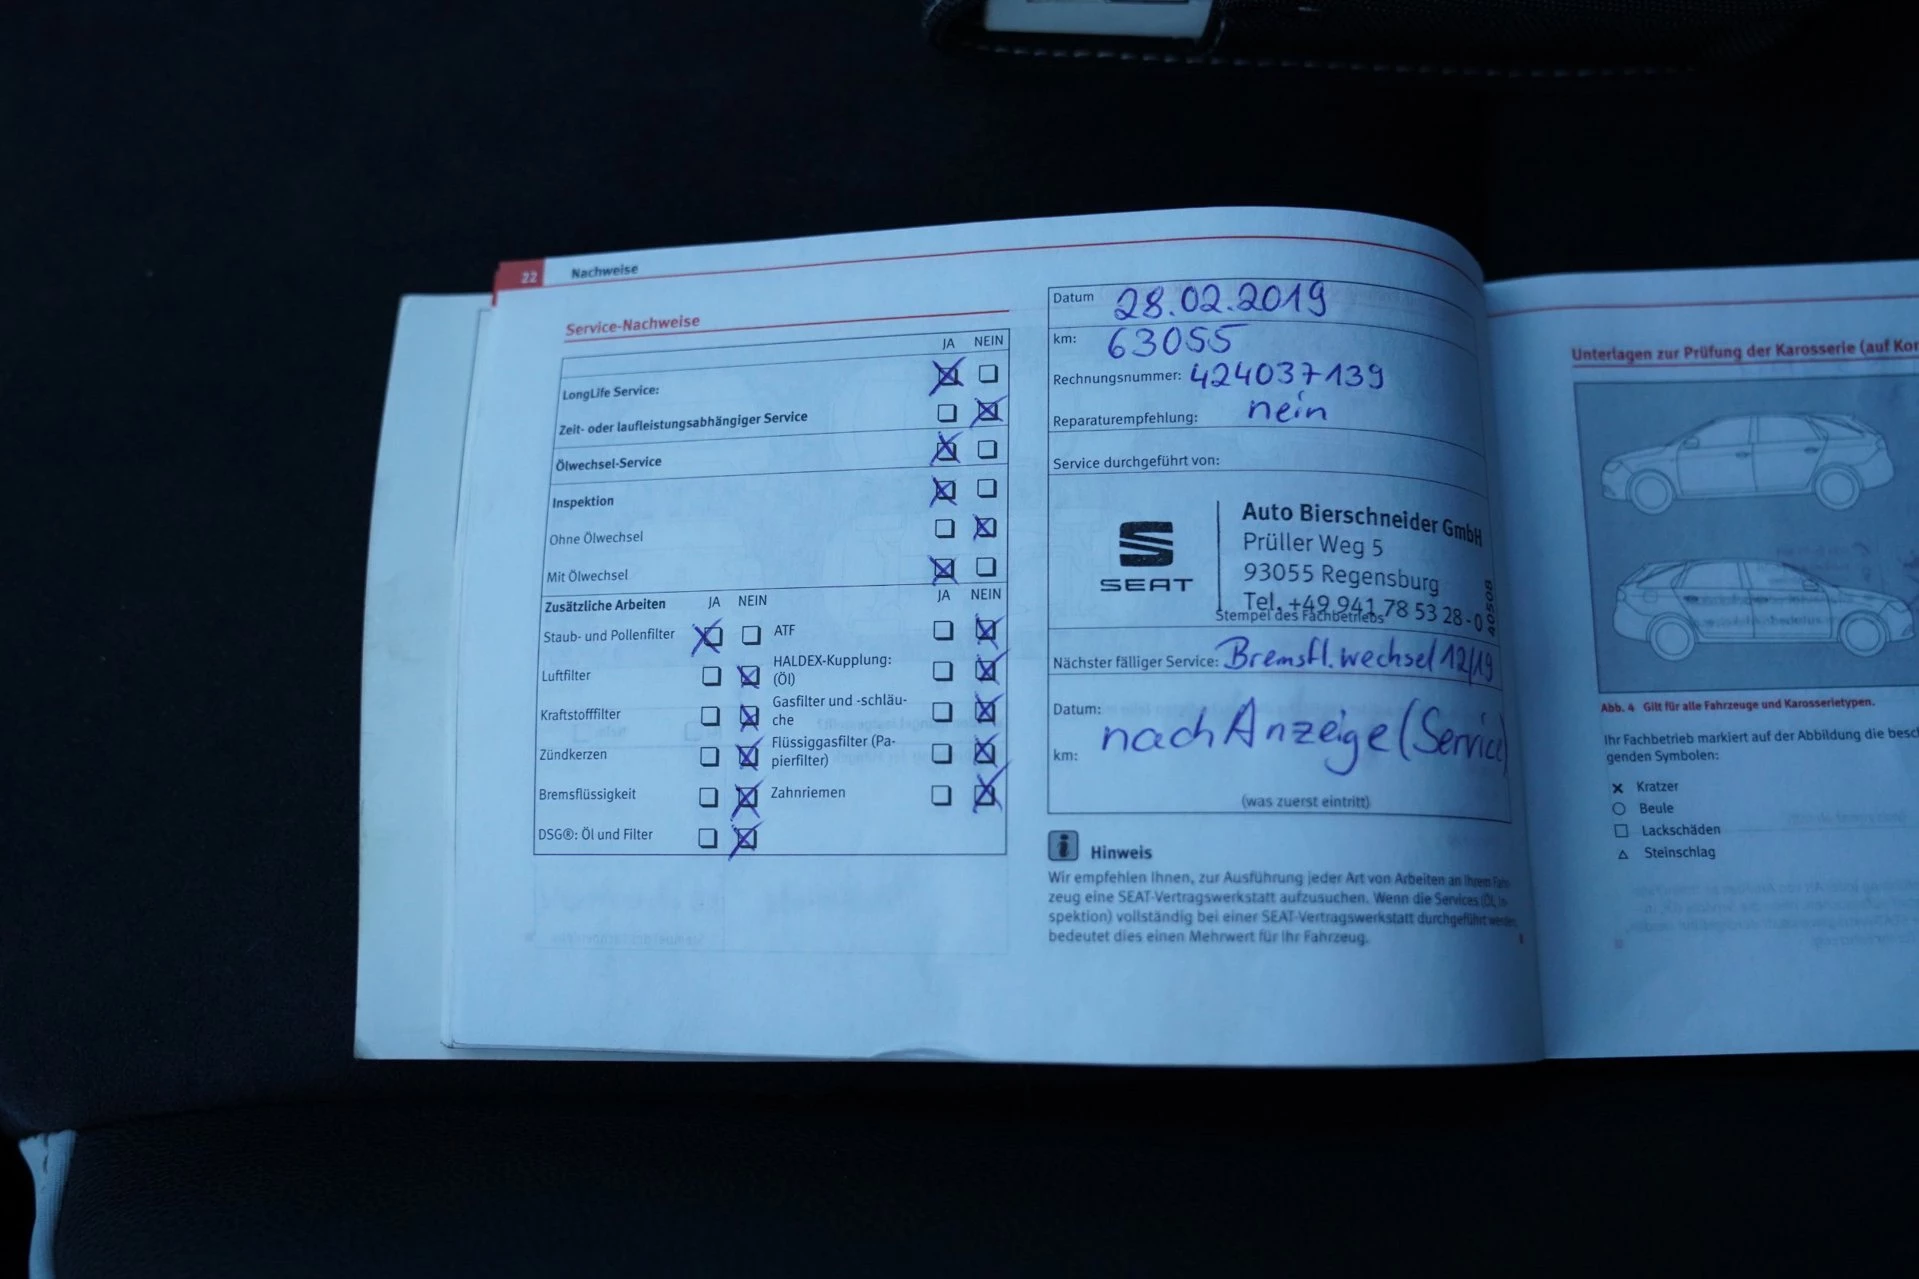 22 Nachweise
Service-Nachweise
JA NEIN
LongLife Service:
Zeit- oder laufleistungsabhängiger Service
Ölwechsel-Service
Inspektion
Ohne Ölwechsel
Mit Ölwechsel
Zusätzliche Arbeiten JA NEIN JA NEIN
Staub- und Pollenfilter ATF
Luftfilter HALDEX-Kupplung:
(Öl)
Kraftstofffilter Gasfilter und -schläu-
che
Zündkerzen Flüssiggasfilter (Pa-
pierfilter)
Bremsflüssigkeit Zahnriemen
DSG®: Öl und Filter
Datum 28.02.2019
km: 63055
Rechnungsnummer: 424037139
Reparaturempfehlung: nein
Service durchgeführt von:
SEAT
Auto Bierschneider GmbH
Prüller Weg 5
93055 Regensburg
Tel. +49 941 78 53 28-0
40508
Stempel des Fachbetriebs
Nächster fälliger Service: Bremsfl.wechsel 12/19
Datum:
nach Anzeige (Service)
km:
(was zuerst eintritt)
Hinweis
Wir empfehlen Ihnen, zur Ausführung jeder Art von Arbeiten an Ihrem Fahr-
zeug eine SEAT-Vertragswerkstatt aufzusuchen. Wenn die Services (Öl, In-
spektion) vollständig bei einer SEAT-Vertragswerkstatt durchgeführt werden,
bedeutet dies einen Mehrwert für Ihr Fahrzeug.
Unterlagen zur Prüfung der Karosserie (auf Kor
Abb. 4 Gilt für alle Fahrzeuge und Karosserietypen.
Ihr Fachbetrieb markiert auf der Abbildung die besch
genden Symbolen:
Kratzer
Beule
Lackschäden
Steinschlag